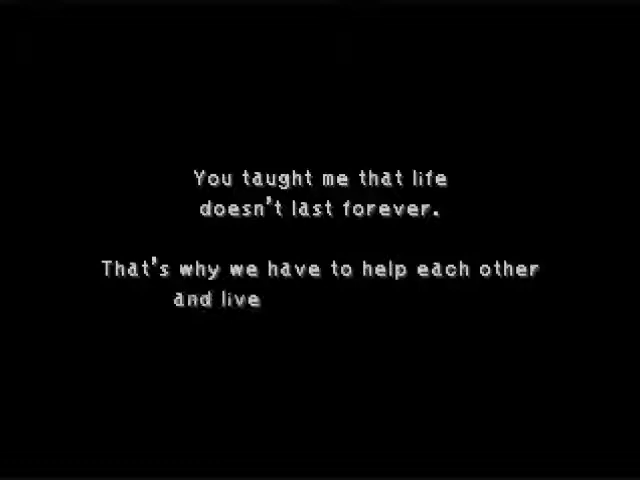 You taught me that life
doesn't last forever.
That's why we have to help each other
and live